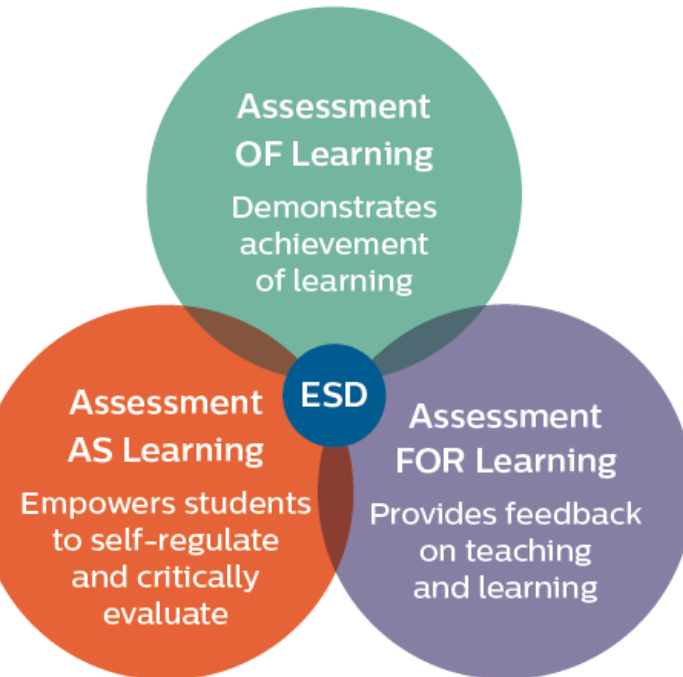 Assessment
OF Learning
Demonstrates
achievement
of learning
ESD
Assessment
AS Learning
Empowers students
to self-regulate
and critically
evaluate
Assessment
FOR Learning
Provides feedback
on teaching
and learning